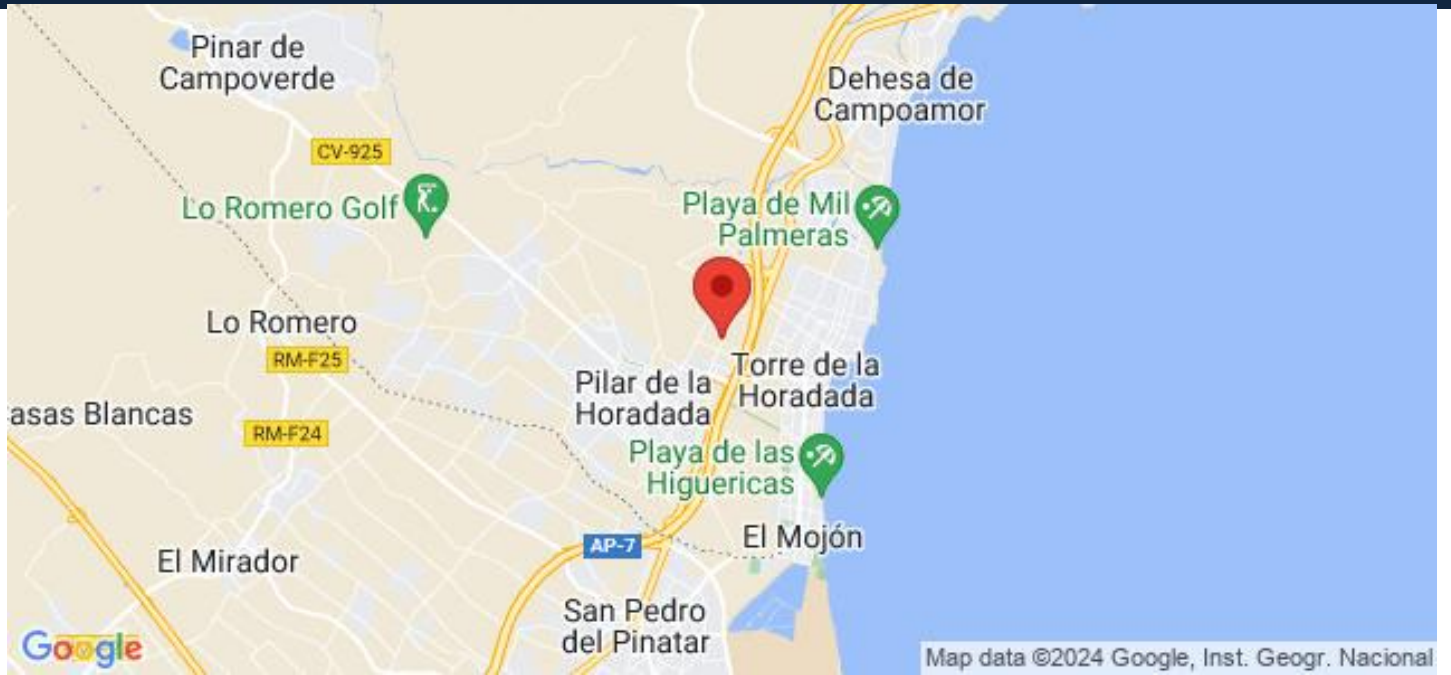 Pinar de
Campoverde
Dehesa de
Campoamor
CV-925
Lo Romero Golf
Playa de Mil
Palmeras
Lo Romero
RM-F25
Torre de la
Horadada
Pilar de la
Horadada
asas Blancas
RM-F24
Playa de las
Higuericas
El Mojón
AP-7
El Mirador
San Pedro
del Pinatar
Google
Map data ©2024 Google, Inst. Geogr. Nacional